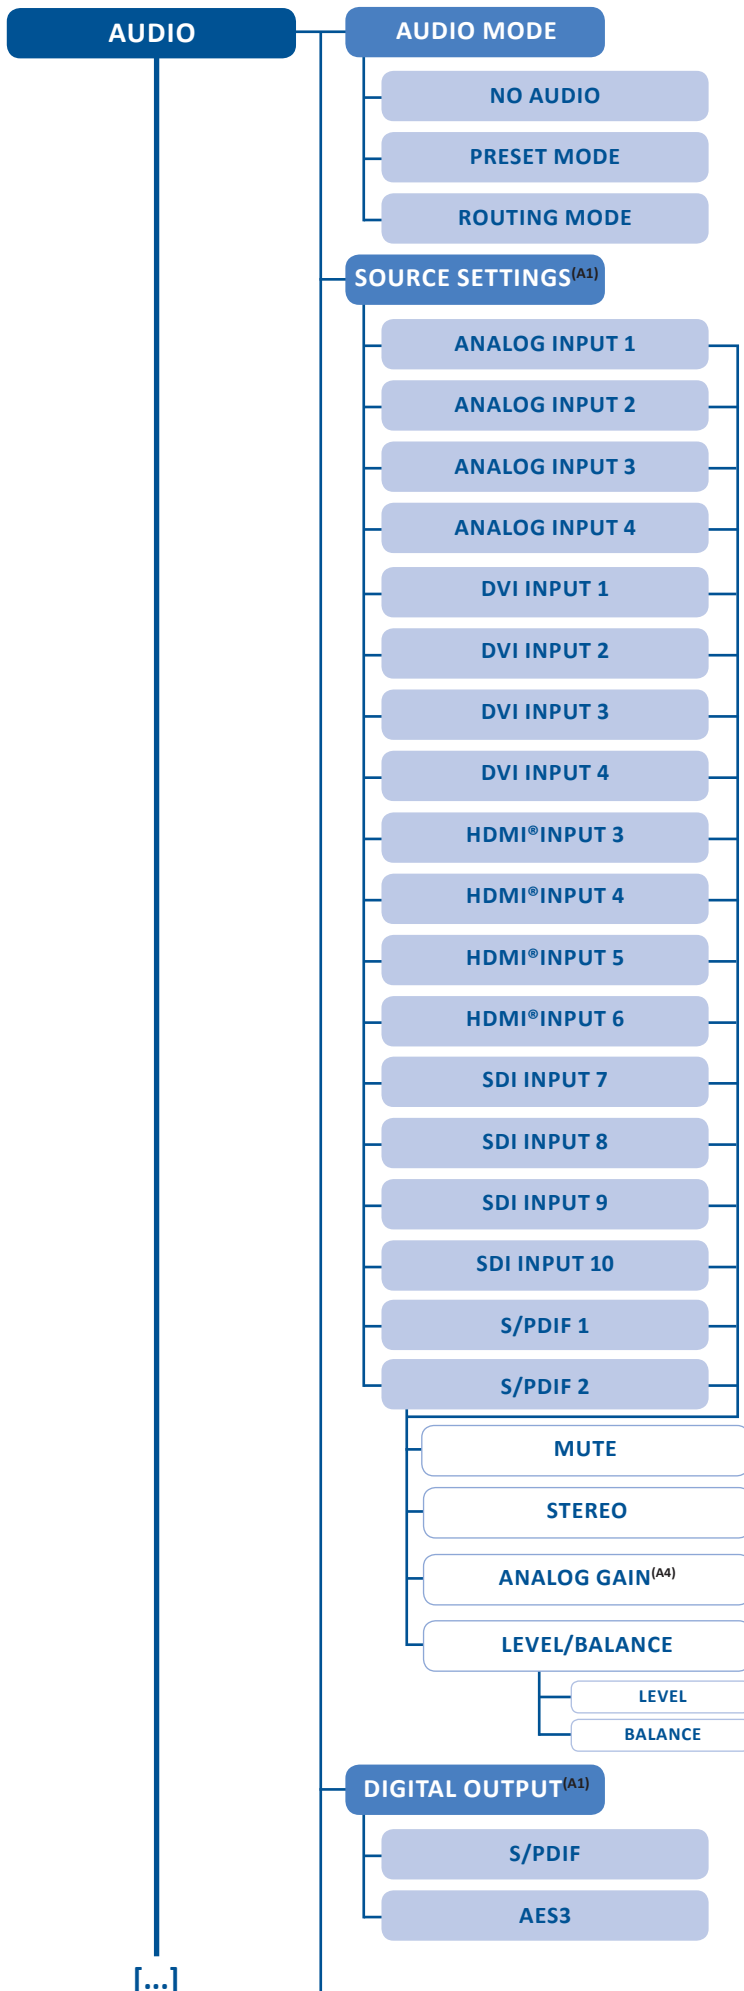 AUDIO
AUDIO MODE
NO AUDIO
PRESET MODE
ROUTING MODE
SOURCE SETTINGS(A1)
ANALOG INPUT 1
ANALOG INPUT 2
ANALOG INPUT 3
ANALOG INPUT 4
DVI INPUT 1
DVI INPUT 2
DVI INPUT 3
DVI INPUT 4
HDMI®INPUT 3
HDMI®INPUT 4
HDMI®INPUT 5
HDMI®INPUT 6
SDI INPUT 7
SDI INPUT 8
SDI INPUT 9
SDI INPUT 10
S/PDIF 1
S/PDIF 2
MUTE
STEREO
ANALOG GAIN(A4)
LEVEL/BALANCE
LEVEL
BALANCE
DIGITAL OUTPUT(A1)
S/PDIF
AES3
[...]